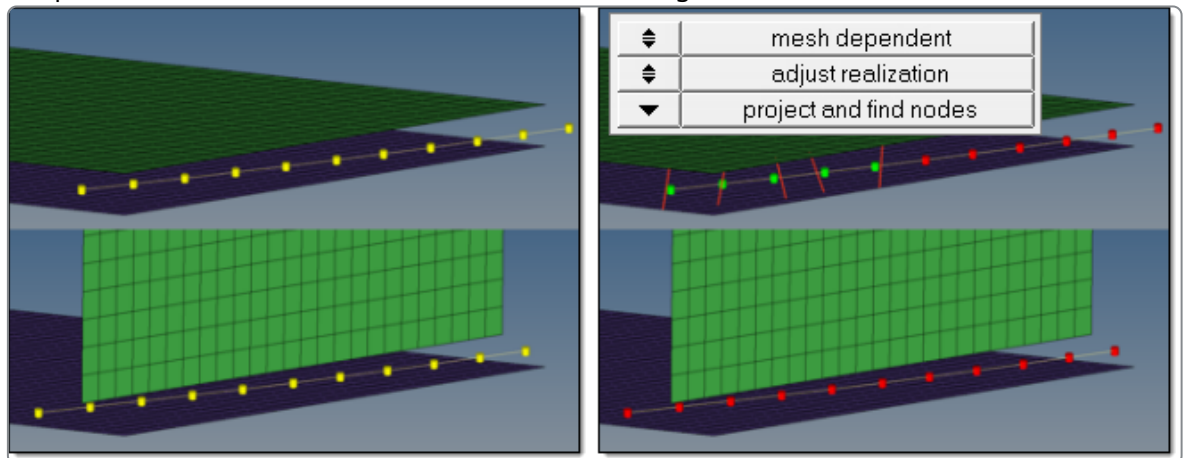 mesh dependent
adjust realization
project and find nodes